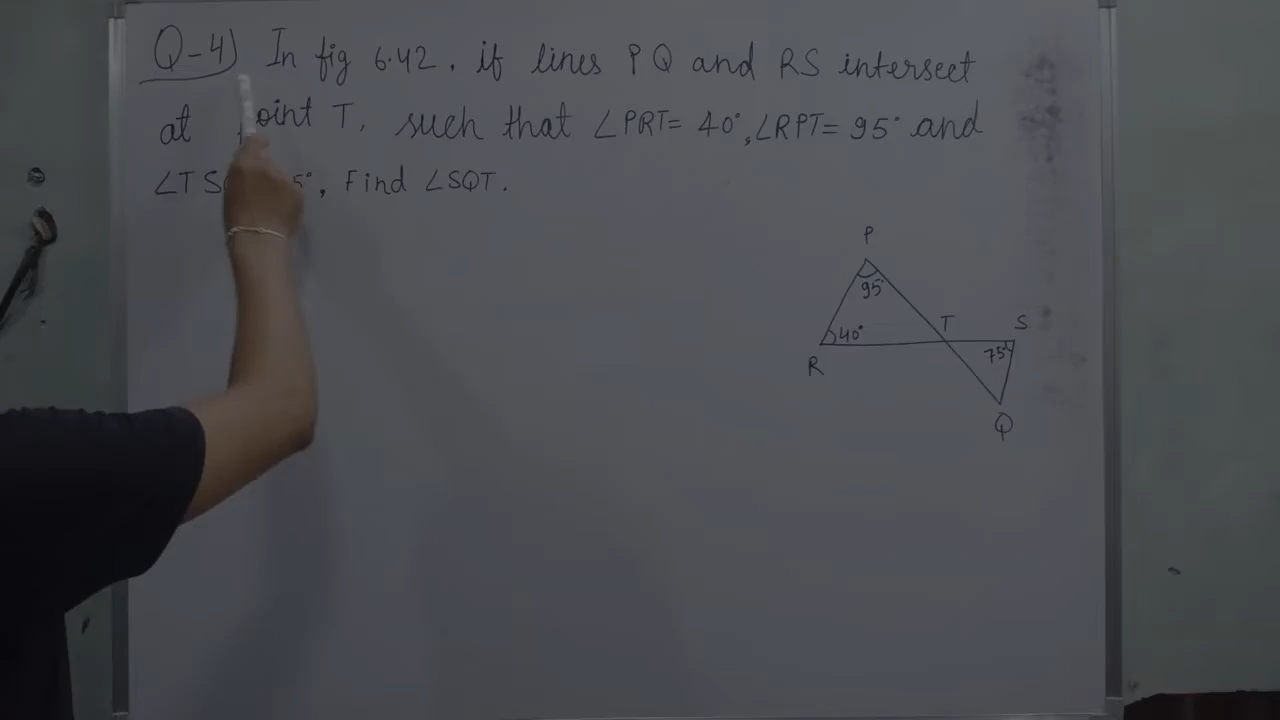 Q-4) In fig 6.42, if lines PQ and RS intersect
at point T, such that ∠PRT= 40°, ∠RPT= 95° and
∠TS 5°, Find ∠SQT.
P
95°
T
S
40°
75°
R
Q